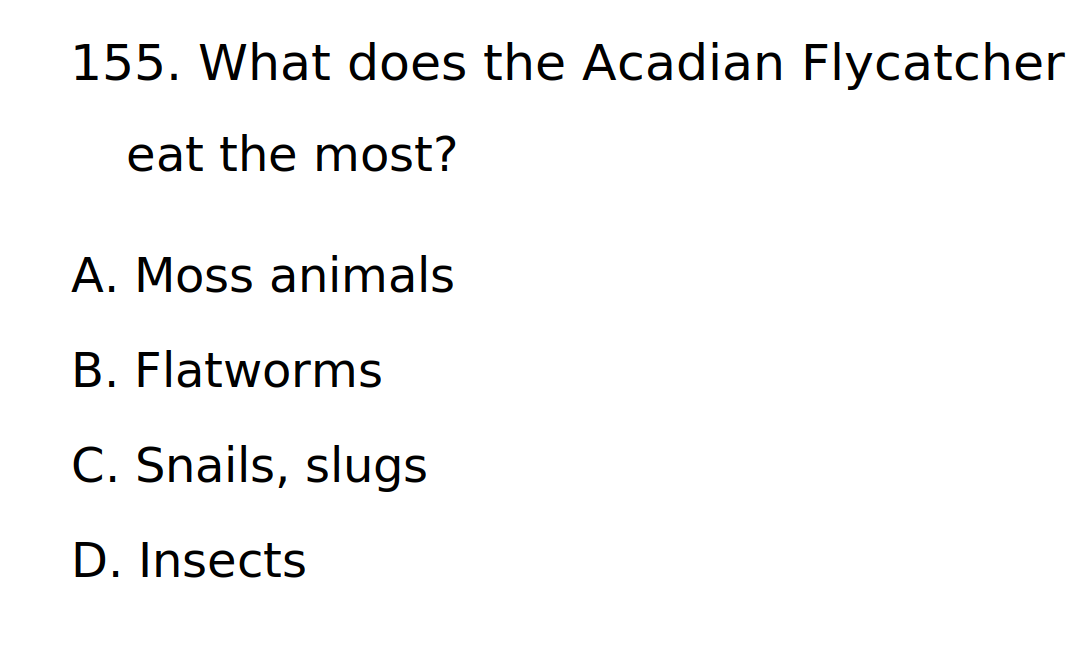 155. What does the Acadian Flycatcher
eat the most?
A. Moss animals
B. Flatworms
C. Snails, slugs
D. Insects